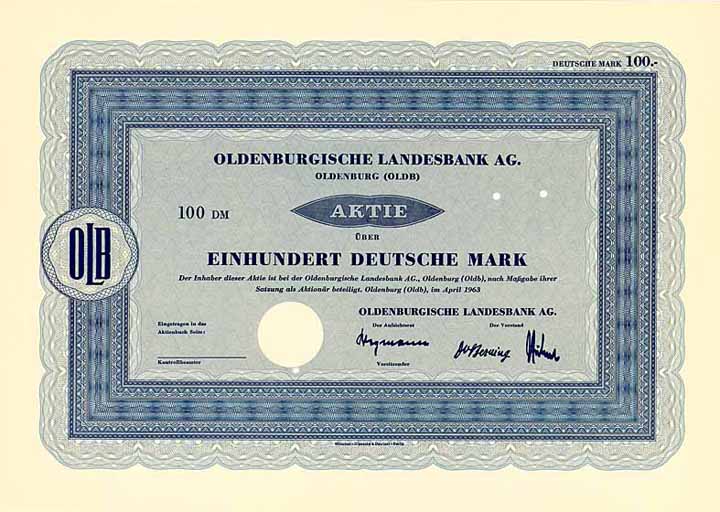 DEUTSCHE MARK 100.-
OLDENBURGISCHE LANDESBANK AG.
OLDENBURG (OLDB)
100 DM
AKTIE
ÜBER
OLB
EINHUNDERT DEUTSCHE MARK
Der Inhaber dieser Aktie ist bei der Oldenburgische Landesbank AG., Oldenburg (Oldb), nach Maßgabe ihrer
Satzung als Aktionär beteiligt. Oldenburg (Oldb), im April 1963
OLDENBURGISCHE LANDESBANK AG.
Eingetragen in das
Aktienbuch Seite:
Der Aufsichtsrat
Der Vorstand
Kontrollbeamter
Vorsitzender